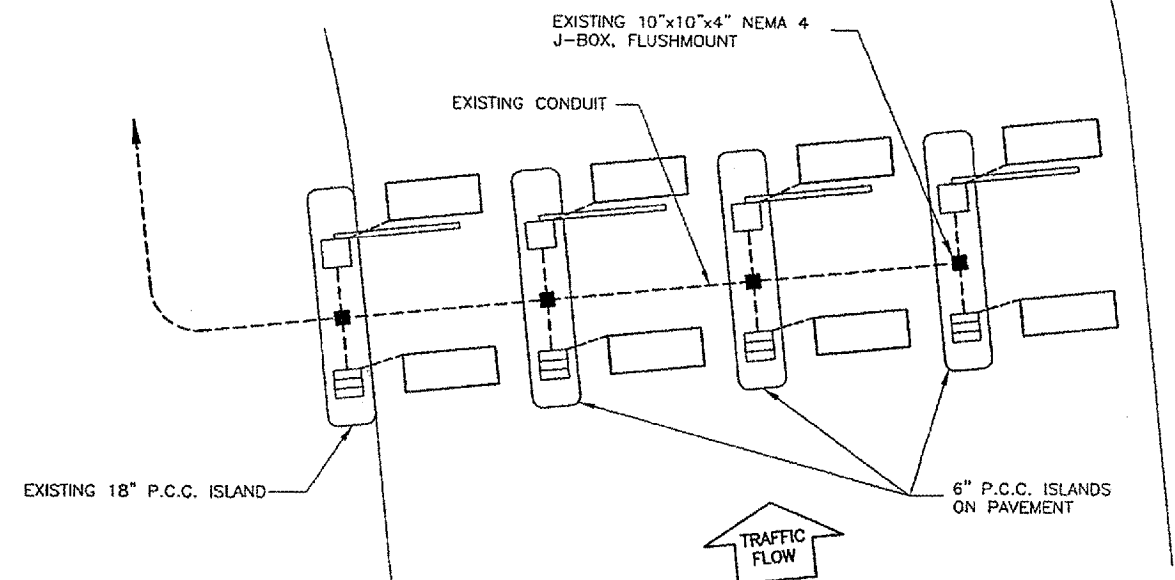 EXISTING 10"x10"x4" NEMA 4
J-BOX, FLUSHMOUNT
EXISTING CONDUIT
EXISTING 18" P.C.C. ISLAND
6" P.C.C. ISLANDS
ON PAVEMENT
TRAFFIC
FLOW